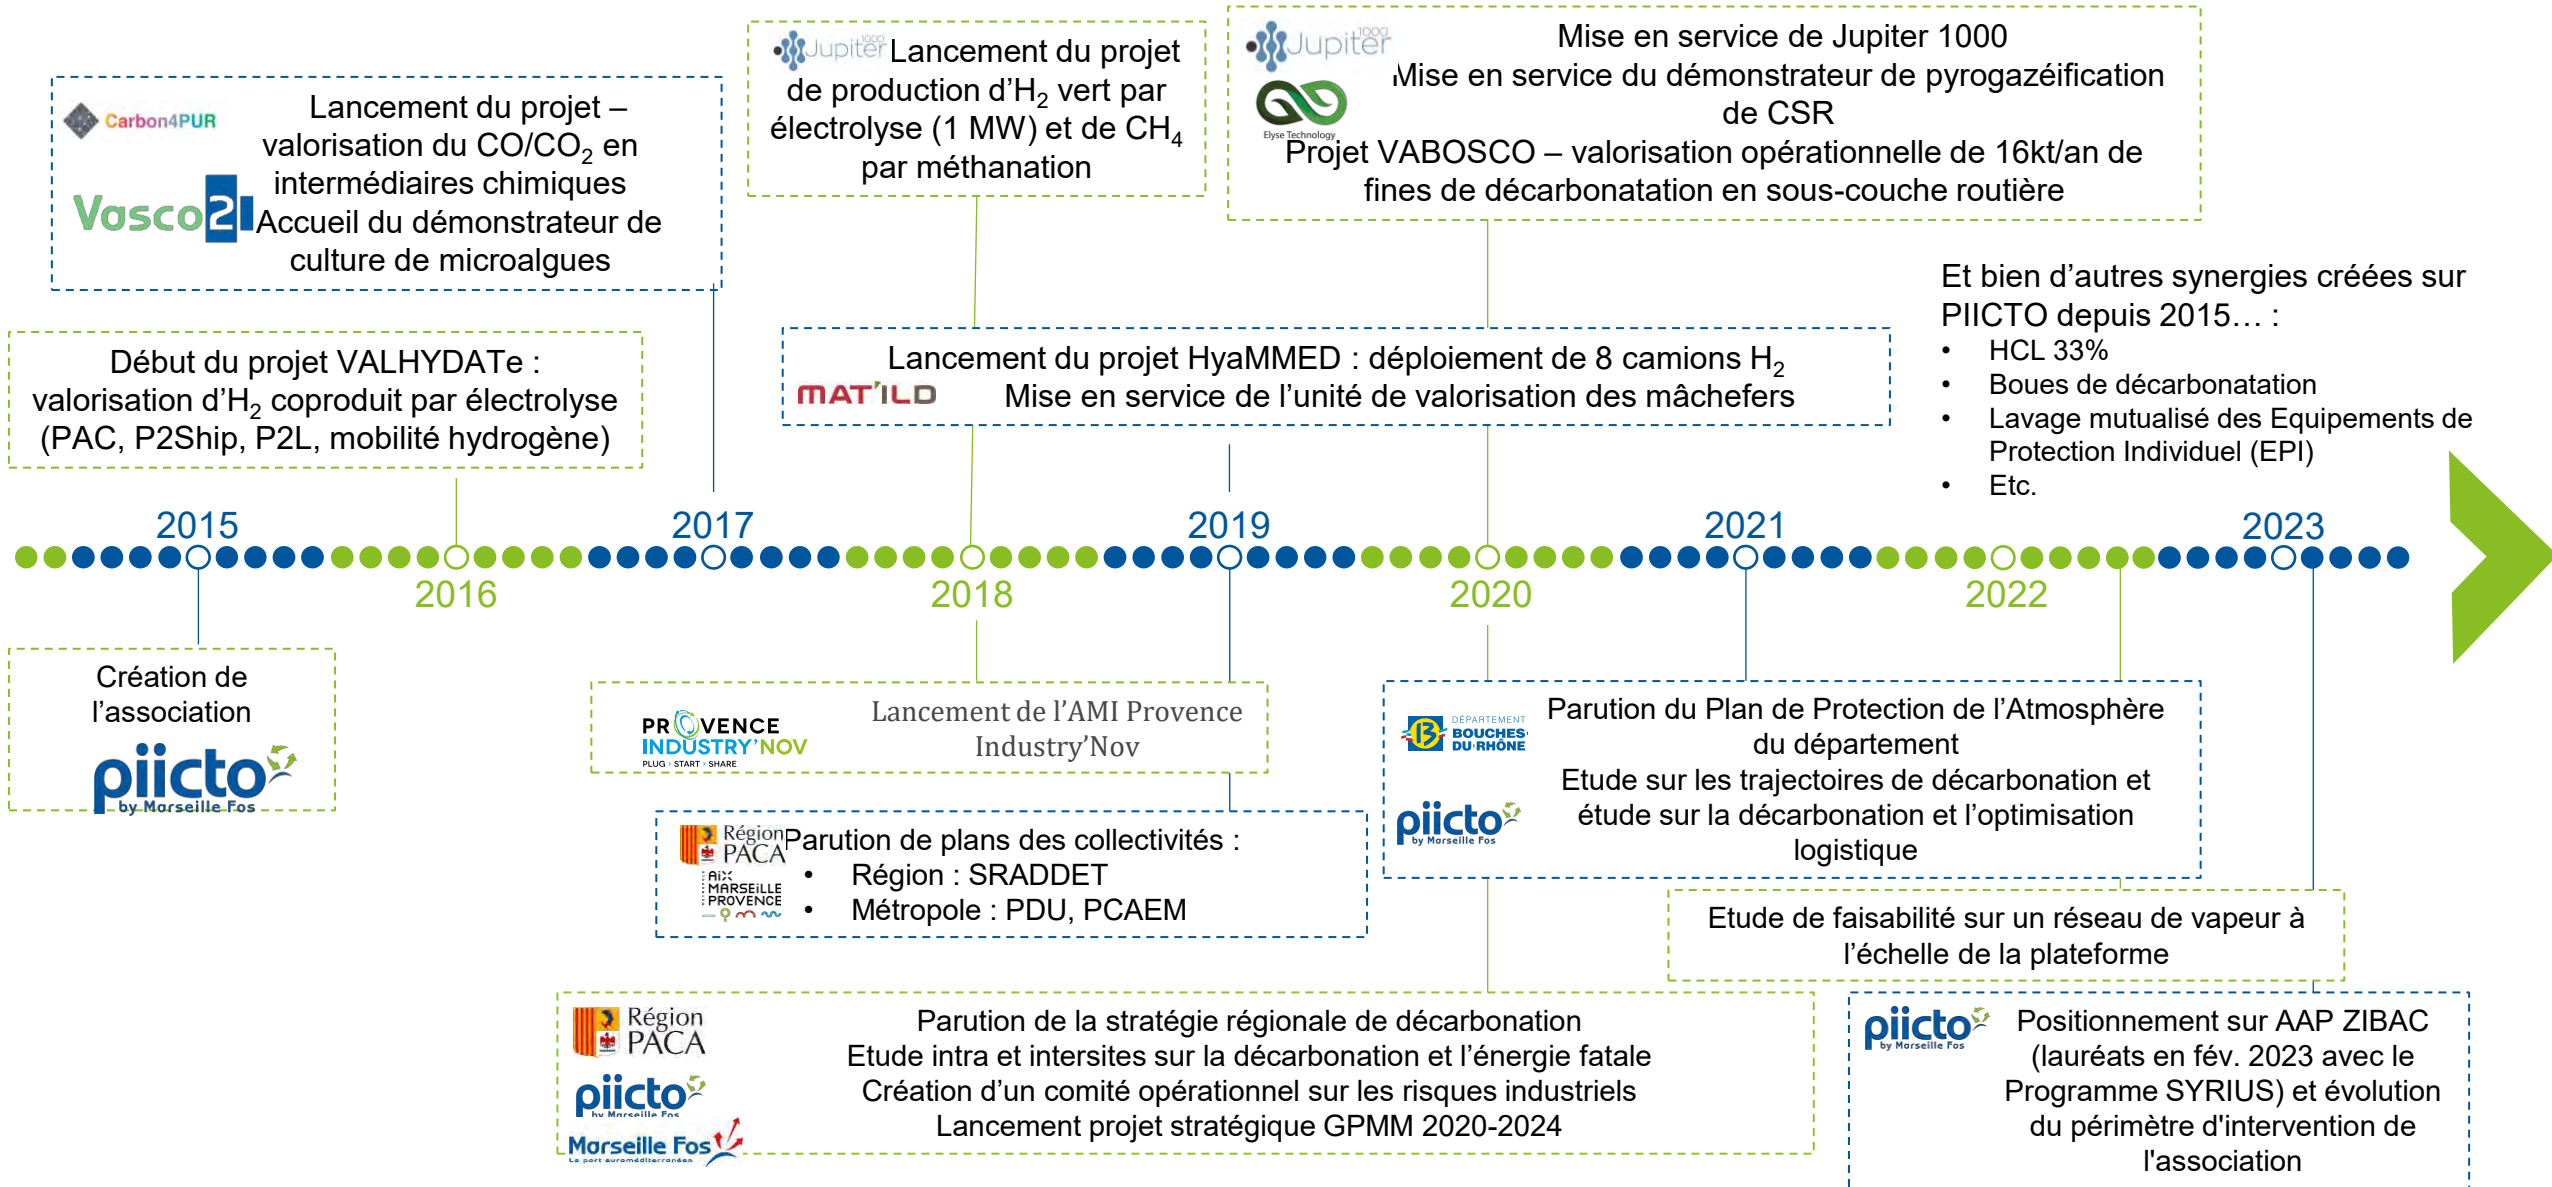 Jupiter 1000
Lancement du projet
de production d’H2 vert par
électrolyse (1 MW) et de CH4
par méthanation
Jupiter 1000
Elyse Technology
Mise en service de Jupiter 1000
Mise en service du démonstrateur de pyrogazéification
de CSR
Projet VABOSCO – valorisation opérationnelle de 16kt/an de
fines de décarbonatation en sous-couche routière
Carbon4PUR
Vasco2
Lancement du projet –
valorisation du CO/CO2 en
intermédiaires chimiques
Accueil du démonstrateur de
culture de microalgues
Et bien d’autres synergies créées sur
PIICTO depuis 2015… :
• HCL 33%
• Boues de décarbonatation
• Lavage mutualisé des Equipements de
Protection Individuel (EPI)
• Etc.
Début du projet VALHYDATe :
valorisation d’H2 coproduit par électrolyse
(PAC, P2Ship, P2L, mobilité hydrogène)
Lancement du projet HyaMMED : déploiement de 8 camions H2
MAT'ILD
Mise en service de l’unité de valorisation des mâchefers
2015
2017
2019
2021
2023
2016
2018
2020
2022
Création de
l’association
piicto
by Marseille Fos
PROVENCE
INDUSTRY'NOV
PLUG › START › SHARE
Lancement de l’AMI Provence
Industry’Nov
DÉPARTEMENT
13 BOUCHES-
DU-RHÔNE
piicto
by Marseille Fos
Parution du Plan de Protection de l’Atmosphère
du département
Etude sur les trajectoires de décarbonation et
étude sur la décarbonation et l’optimisation
logistique
Région
PACA
AIX
MARSEILLE
PROVENCE
Parution de plans des collectivités :
• Région : SRADDET
• Métropole : PDU, PCAEM
Etude de faisabilité sur un réseau de vapeur à
l’échelle de la plateforme
Région
PACA
piicto
by Marseille Fos
Marseille Fos
Le port euroméditerranéen
Parution de la stratégie régionale de décarbonation
Etude intra et intersites sur la décarbonation et l’énergie fatale
Création d’un comité opérationnel sur les risques industriels
Lancement projet stratégique GPMM 2020-2024
piicto
by Marseille Fos
Positionnement sur AAP ZIBAC
(lauréats en fév. 2023 avec le
Programme SYRIUS) et évolution
du périmètre d'intervention de
l'association